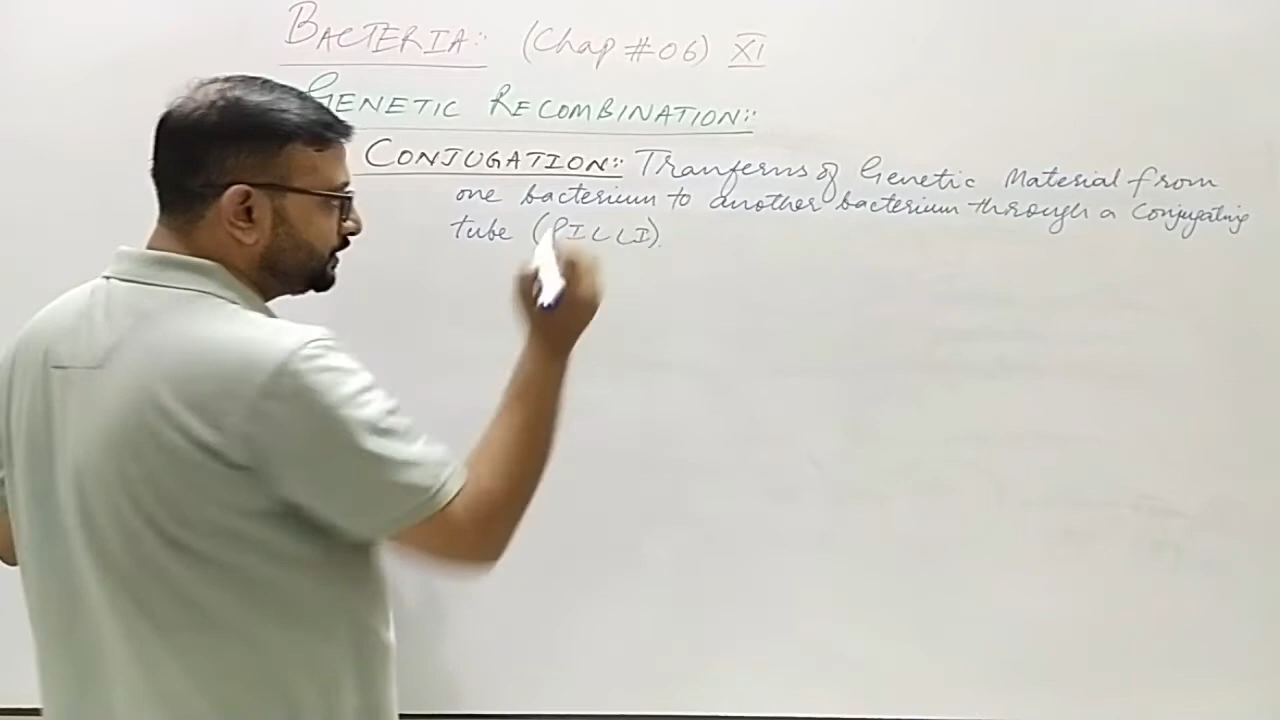 BACTERIA:: (Chap #06) XI
GENETIC RECOMBINATION::
CONJUGATION:: Tranferns of Genetic Material from
one bacterium to another bacterium through a Conjugating
tube (PILLI).